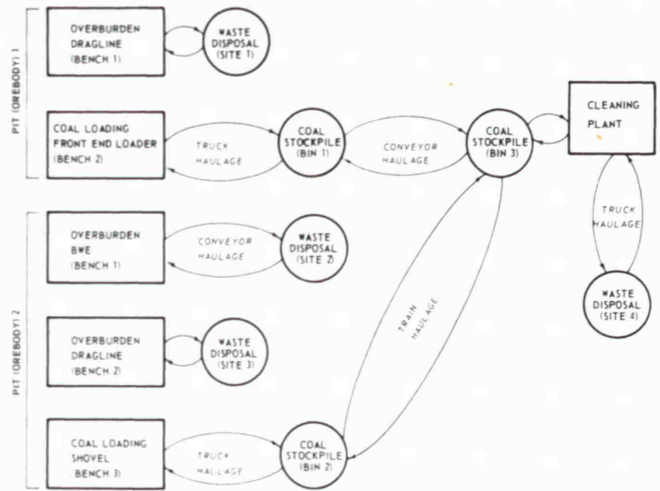 PIT (OREBODY) 1
OVERBURDEN
DRAGLINE
(BENCH 1)
WASTE
DISPOSAL
(SITE 1)
COAL LOADING
FRONT END LOADER
(BENCH 2)
TRUCK
HAULAGE
COAL
STOCKPILE
(BIN 1)
CONVEYOR
HAULAGE
COAL
STOCKPILE
(BIN 3)
CLEANING
PLANT
TRUCK
HAULAGE
WASTE
DISPOSAL
(SITE 4)
PIT (OREBODY) 2
OVERBURDEN
BWE
(BENCH 1)
CONVEYOR
HAULAGE
WASTE
DISPOSAL
(SITE 2)
OVERBURDEN
DRAGLINE
(BENCH 2)
WASTE
DISPOSAL
(SITE 3)
TRAIN
HAULAGE
COAL LOADING
SHOVEL
(BENCH 3)
TRUCK
HAULAGE
COAL
STOCKPILE
(BIN 2)